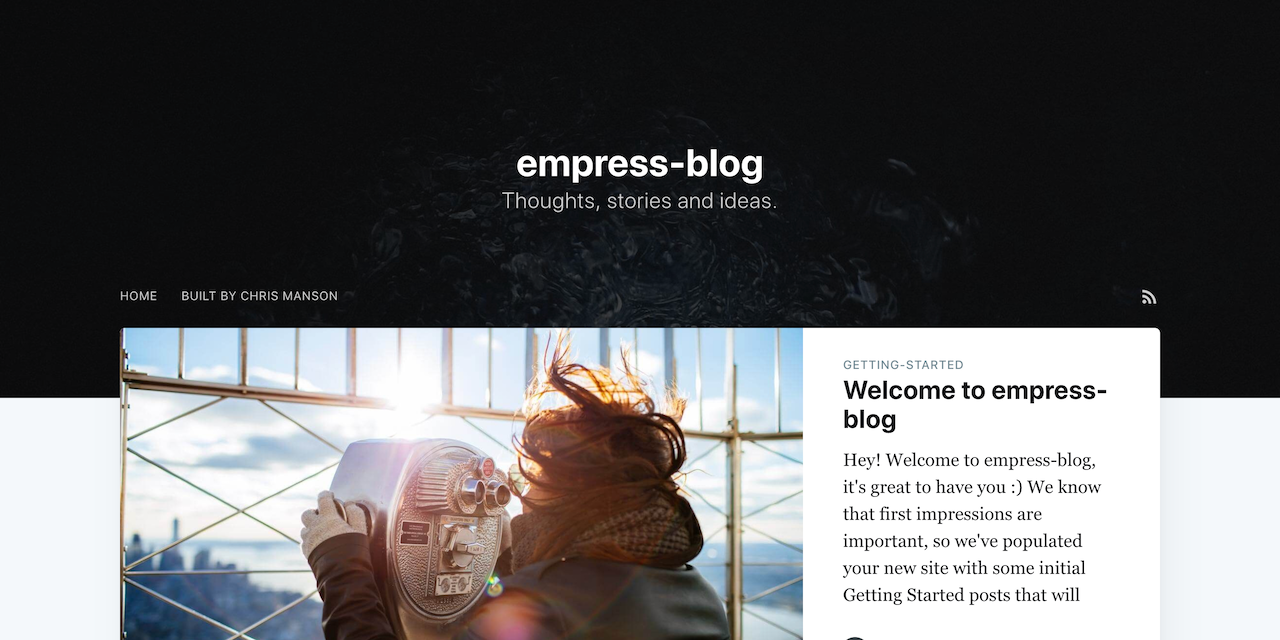 empress-blog
Thoughts, stories and ideas.
HOME BUILT BY CHRIS MANSON
GETTING-STARTED
Welcome to empress-
blog
Hey! Welcome to empress-blog,
it's great to have you :) We know
that first impressions are
important, so we've populated
your new site with some initial
Getting Started posts that will